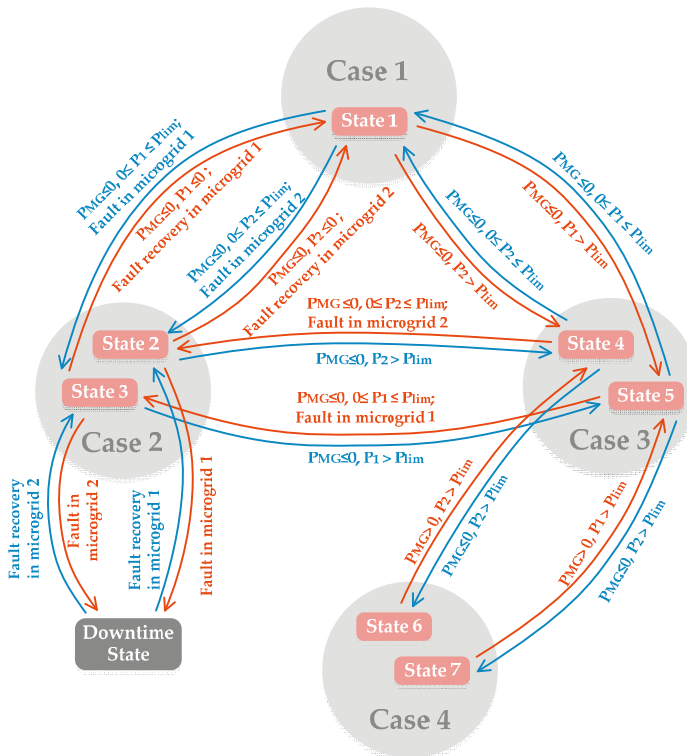 Case 1
State 1
PMG≤0, 0≤ P1 ≤ Plim;
Fault in microgrid 1
PMG≤0, P1 ≤0;
Fault recovery in microgrid 1
PMG≤0, 0≤ P2 ≤ Plim;
Fault in microgrid 2
PMG≤0, P2 ≤0;
Fault recovery in microgrid 2
PMG≤0, 0≤ P2 ≤ Plim
PMG≤0, P2 > Plim
PMG≤0, 0≤ P1 ≤ Plim
PMG≤0, P1 > Plim
PMG ≤0, 0≤ P2 ≤ Plim;
Fault in microgrid 2
PMG≤0, P2 > Plim
State 2
State 3
Case 2
State 4
State 5
Case 3
PMG≤0, 0≤ P1 ≤ Plim;
Fault in microgrid 1
PMG≤0, P1 > Plim
Fault recovery
in microgrid 2
Fault in
microgrid 2
Fault recovery
in microgrid 1
Fault in microgrid 1
PMG> 0, P2 > Plim
PMG≤0, P2 > Plim
PMG> 0, P1 > Plim
PMG≤0, P2 > Plim
Downtime
State
State 6
State 7
Case 4